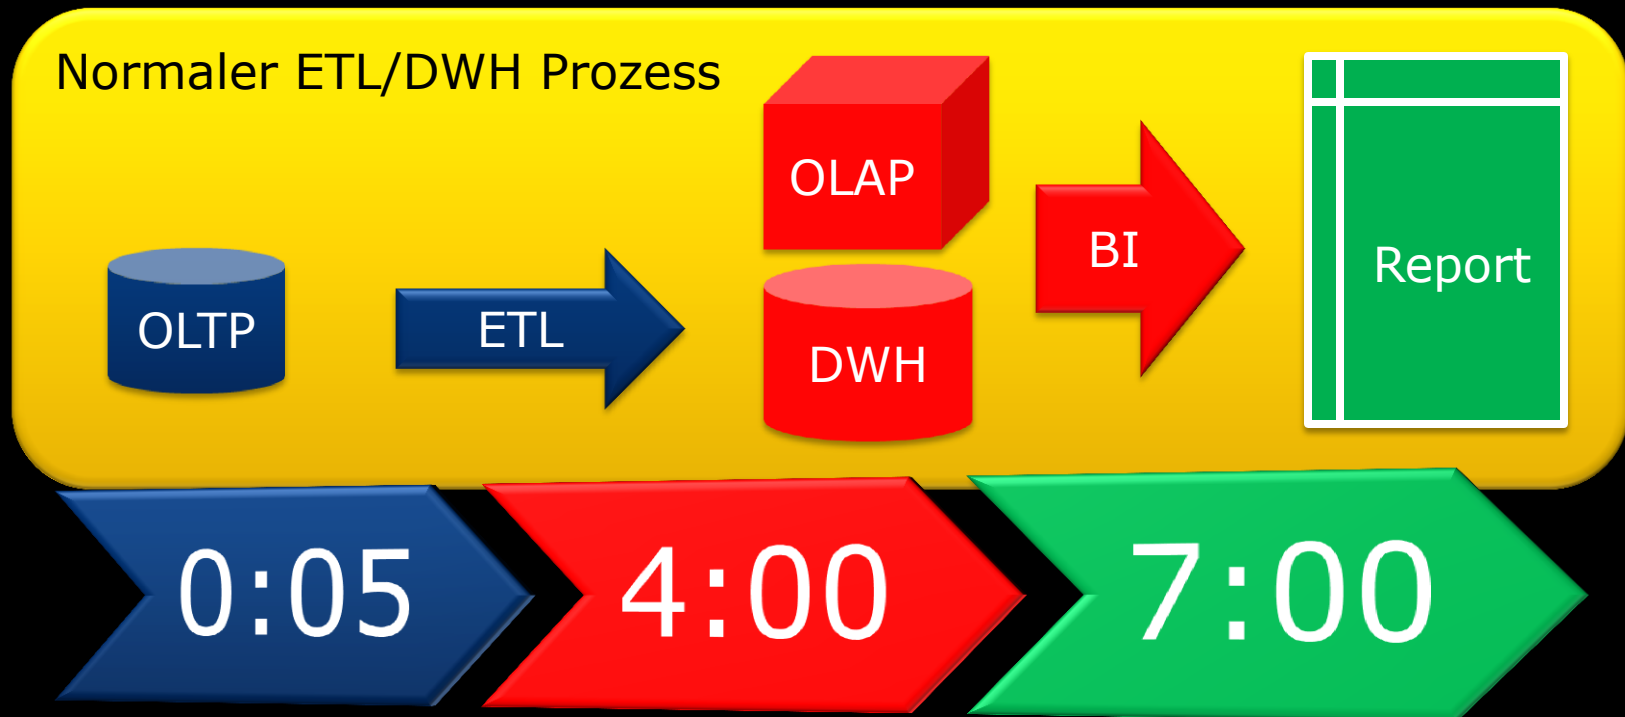 Normaler ETL/DWH Prozess
OLAP
BI
Report
OLTP
ETL
DWH
0:05
4:00
7:00